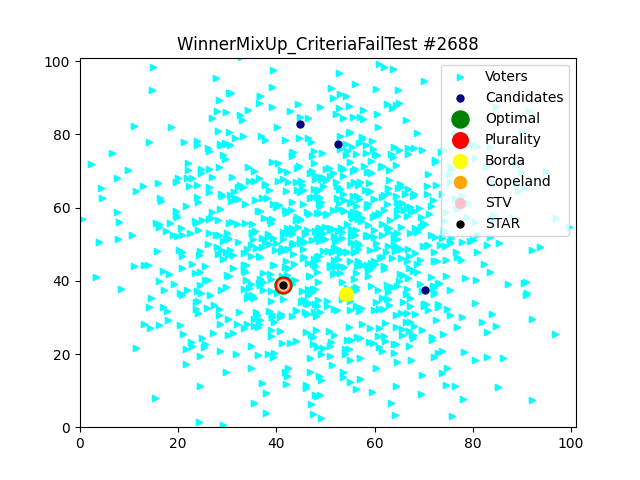 WinnerMixUp_CriteriaFailTest #2688
100
80
60
40
20
0
0
20
40
60
80
100
Voters
Candidates
Optimal
Plurality
Borda
Copeland
STV
STAR